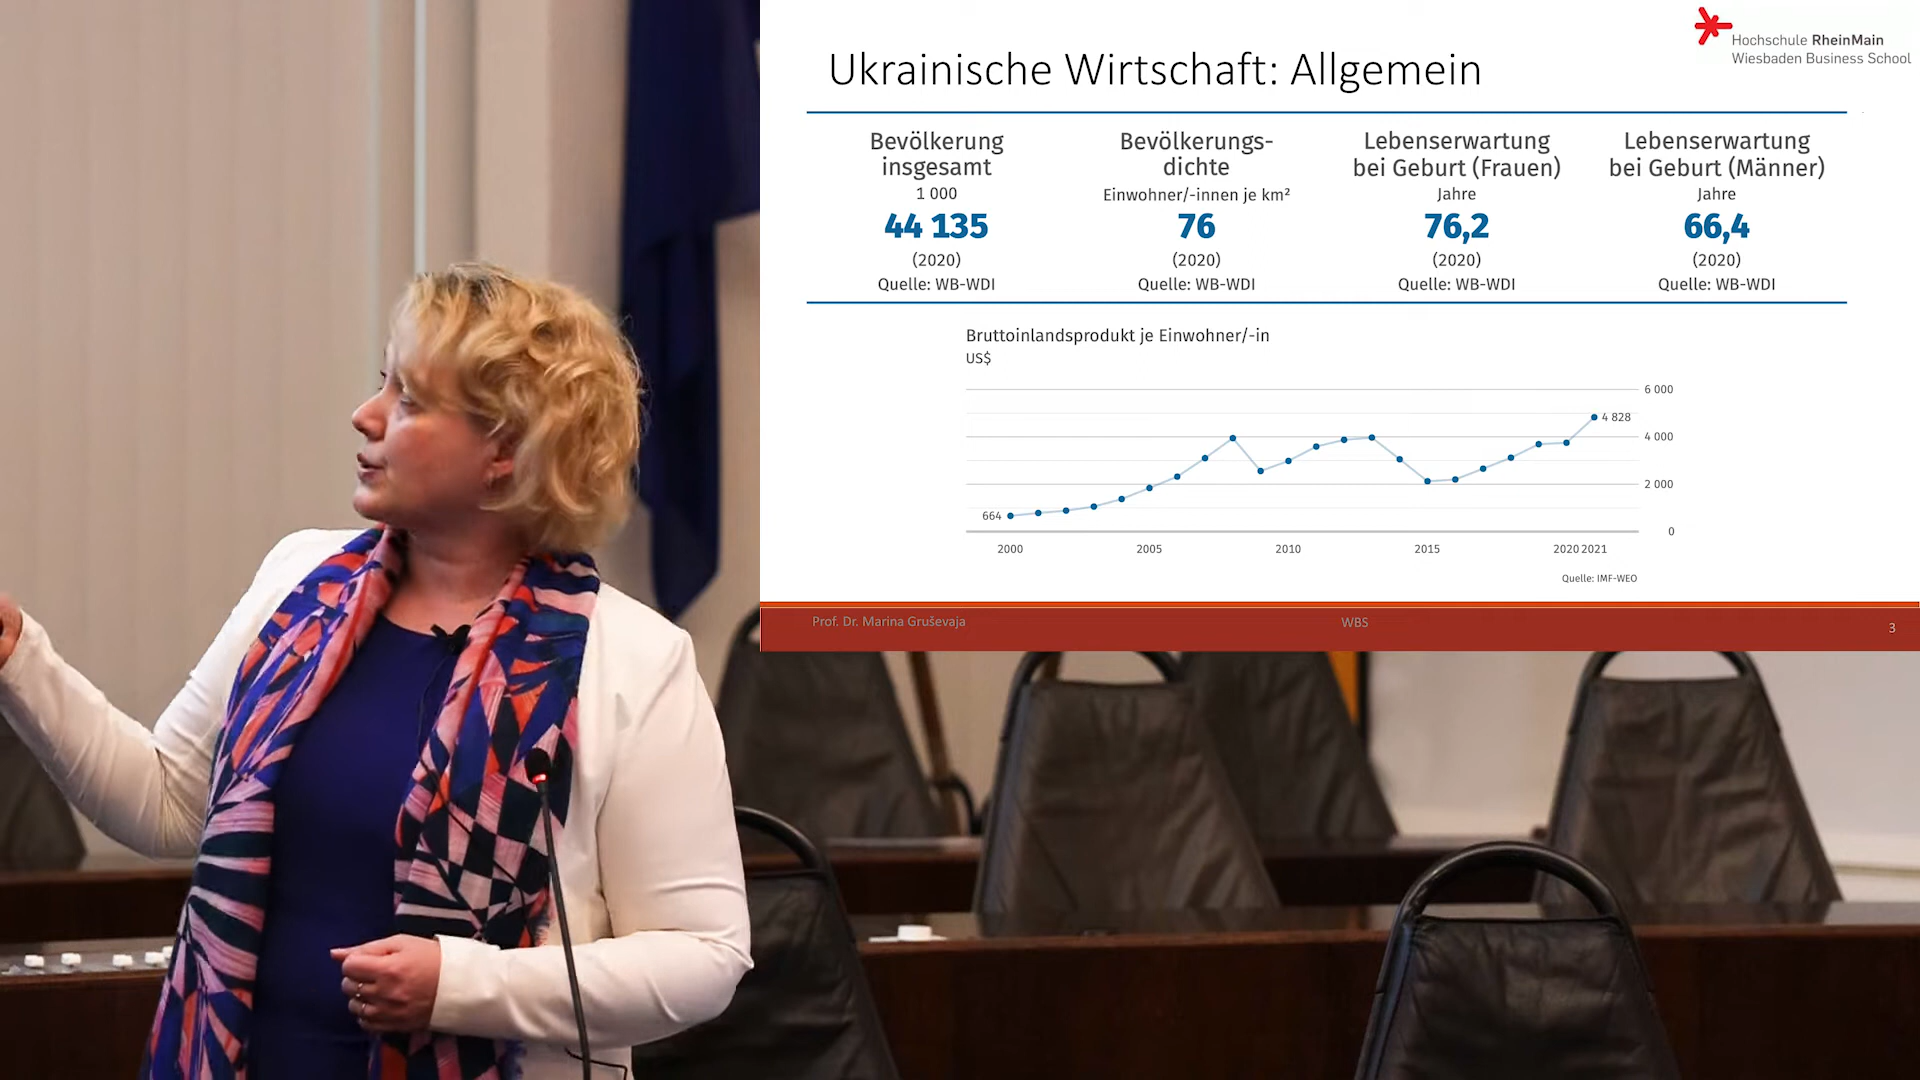 Hochschule RheinMain
Wiesbaden Business School
Ukrainische Wirtschaft: Allgemein
Bevölkerung
insgesamt
1 000
44 135
(2020)
Quelle: WB-WDI
Bevölkerungs-
dichte
Einwohner/-innen je km²
76
(2020)
Quelle: WB-WDI
Lebenserwartung
bei Geburt (Frauen)
Jahre
76,2
(2020)
Quelle: WB-WDI
Lebenserwartung
bei Geburt (Männer)
Jahre
66,4
(2020)
Quelle: WB-WDI
Bruttoinlandsprodukt je Einwohner/-in
US$
6 000
4 828
4 000
2 000
664
0
2000 2005 2010 2015 2020 2021
Quelle: IMF-WEO
Prof. Dr. Marina Gruševaja WBS 3